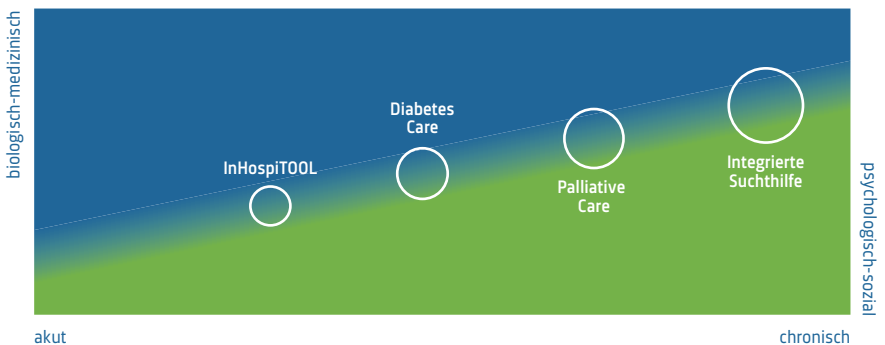 biologisch-medizinisch
InHospiTOOL
Diabetes
Care
Palliative
Care
Integrierte
Suchthilfe
psychologisch-sozial
akut
chronisch